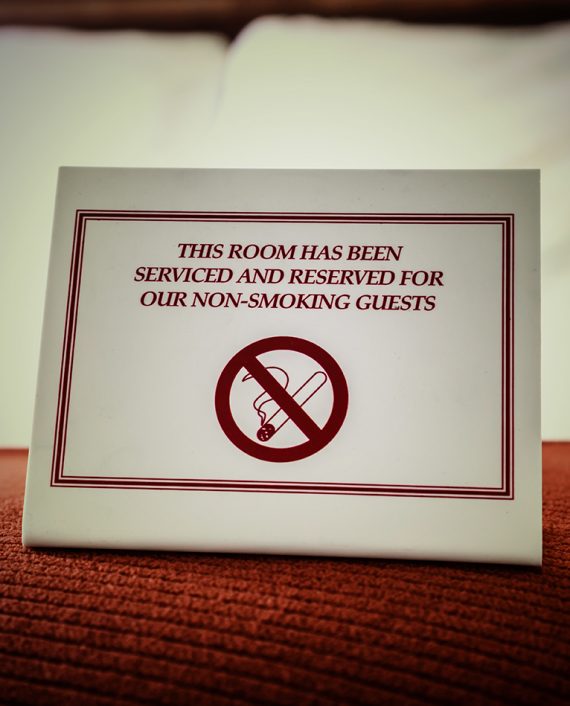 THIS ROOM HAS BEEN
SERVICED AND RESERVED FOR
OUR NON-SMOKING GUESTS